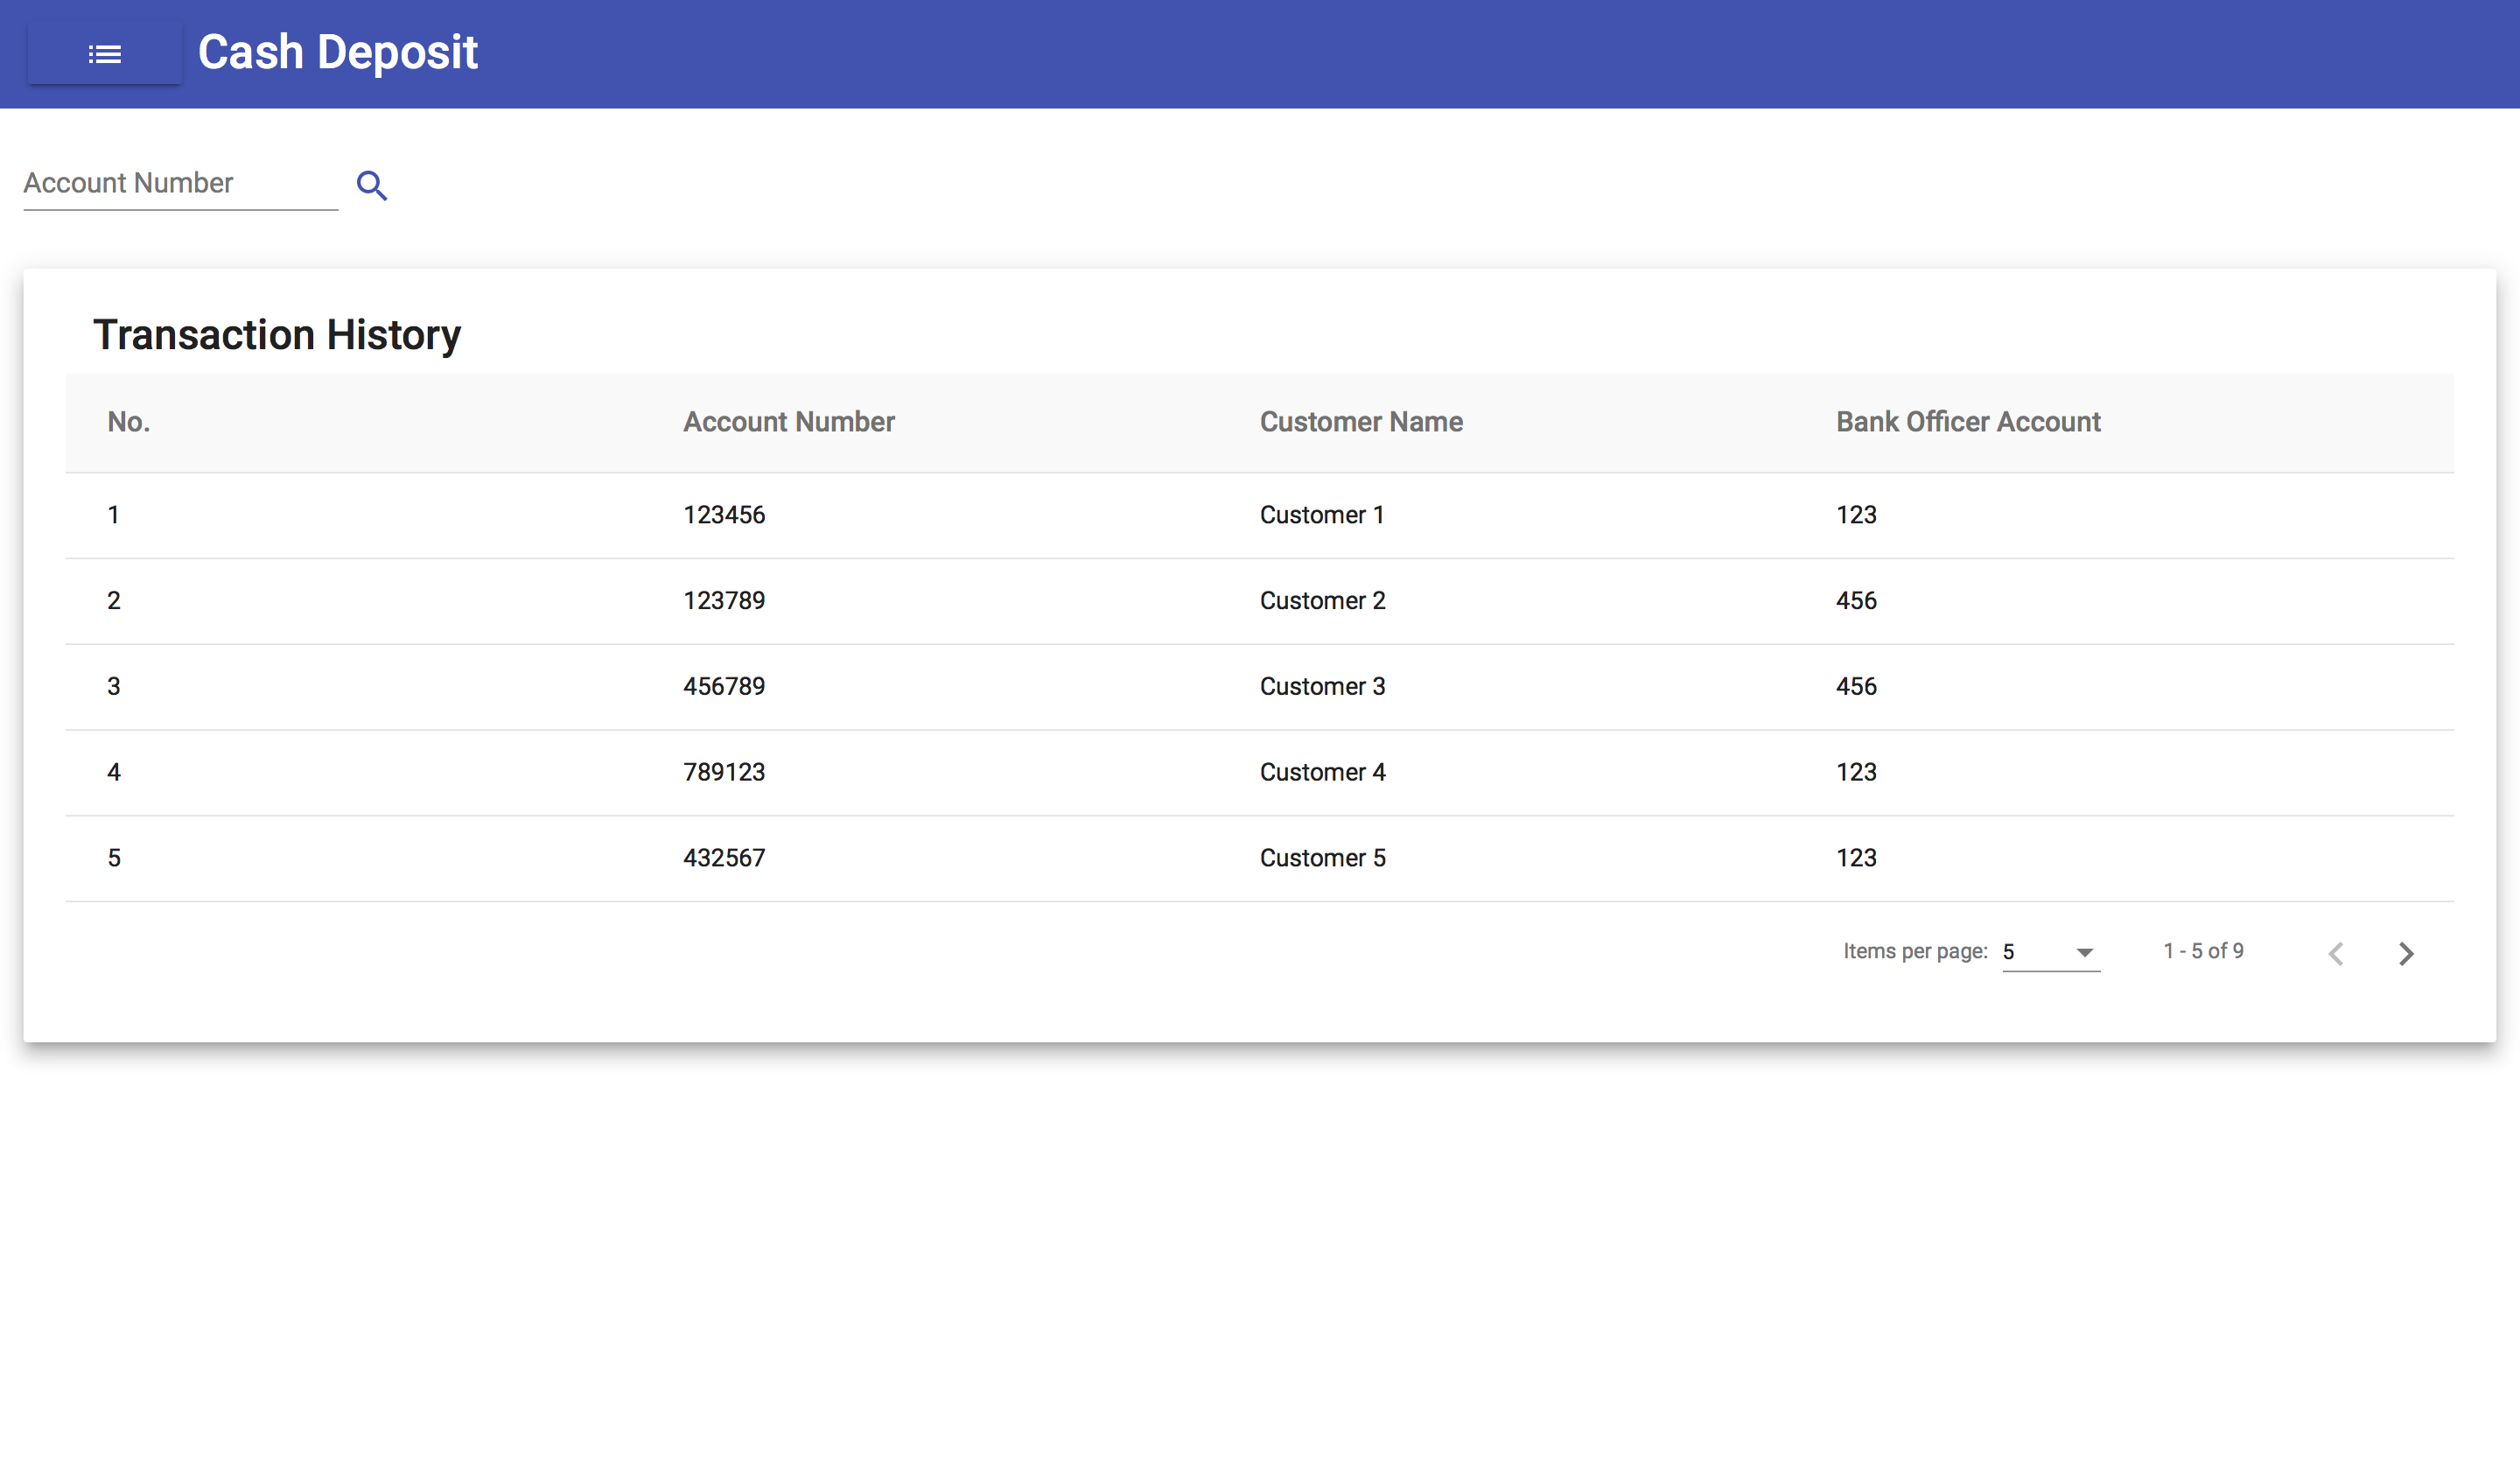 Cash Deposit
Account Number
Transaction History
No. Account Number Customer Name Bank Officer Account
1 123456 Customer 1 123
2 123789 Customer 2 456
3 456789 Customer 3 456
4 789123 Customer 4 123
5 432567 Customer 5 123
Items per page: 5 1 - 5 of 9